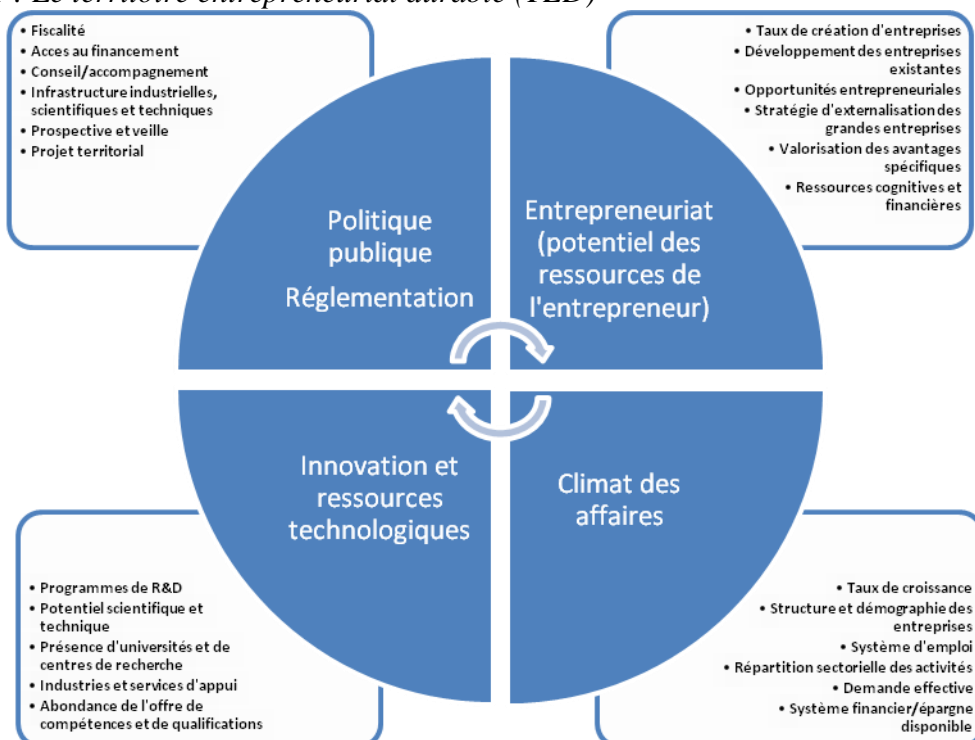 : Le territoire entrepreneurial durable (TED)
• Fiscalité
• Acces au financement
• Conseil/accompagnement
• Infrastructure industrielles,
scientifiques et techniques
• Prospective et veille
• Projet territorial
• Taux de création d'entreprises
• Développement des entreprises
existantes
• Opportunités entrepreneuriales
• Stratégie d'externalisation des
grandes entreprises
• Valorisation des avantages
spécifiques
• Ressources cognitives et
financières
Politique
publique
Réglementation
Entrepreneuriat
(potentiel des
ressources de
l'entrepreneur)
Innovation et
ressources
technologiques
Climat des
affaires
• Programmes de R&D
• Potentiel scientifique et
technique
• Présence d'universités et de
centres de recherche
• Industries et services d'appui
• Abondance de l'offre de
compétences et de qualifications
• Taux de croissance
• Structure et démographie des
entreprises
• Système d'emploi
• Répartition sectorielle des activités
• Demande effective
• Système financier/épargne
disponible